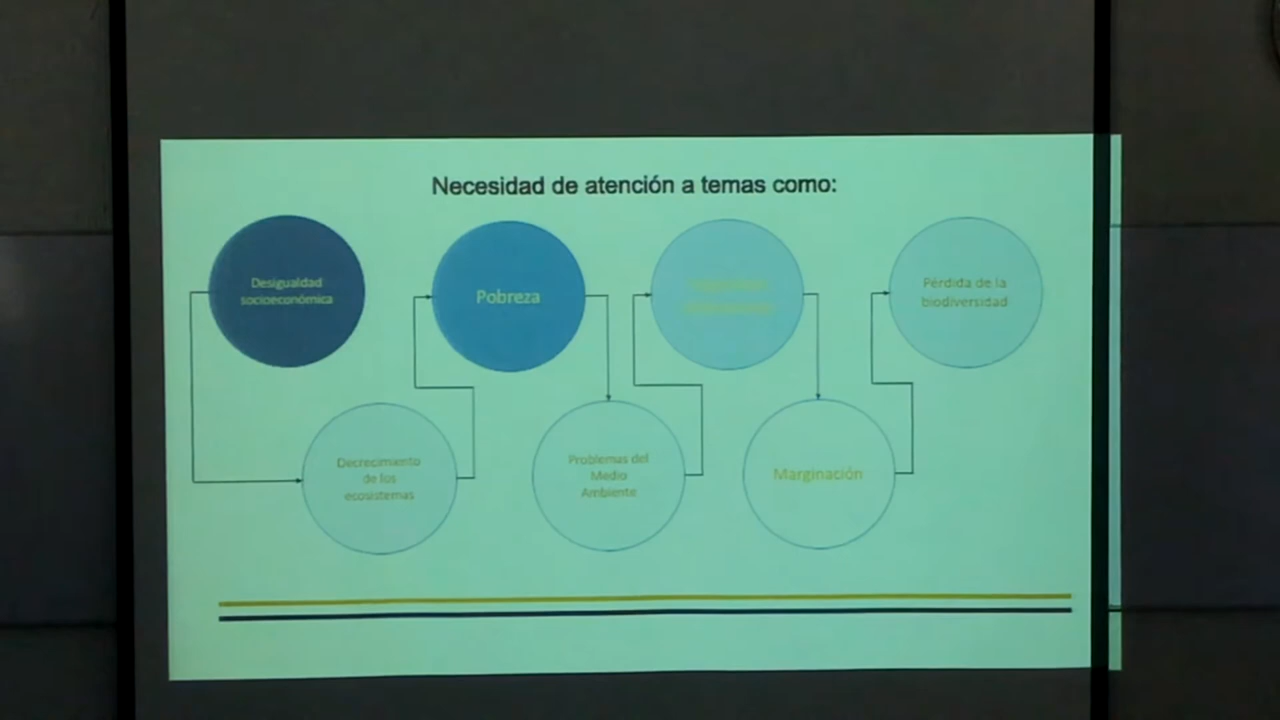 Necesidad de atención a temas como:
Desigualdad
socioeconómica
Decrecimiento
de los
ecosistemas
Pobreza
Problemas del
Medio
Ambiente
Marginación
Pérdida de la
biodiversidad